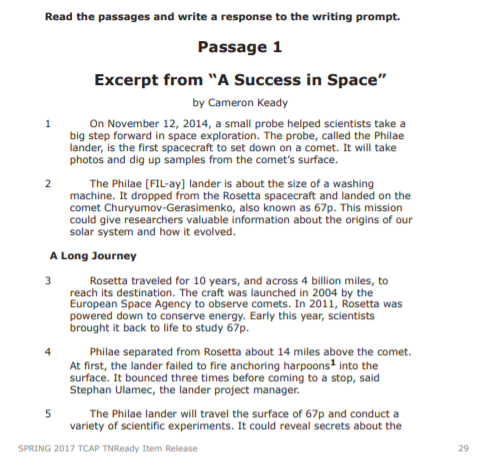 Read the passages and write a response to the writing prompt.
Passage 1
Excerpt from “A Success in Space”
by Cameron Keady
1 On November 12, 2014, a small probe helped scientists take a
big step forward in space exploration. The probe, called the Philae
lander, is the first spacecraft to set down on a comet. It will take
photos and dig up samples from the comet’s surface.
2 The Philae [FIL-ay] lander is about the size of a washing
machine. It dropped from the Rosetta spacecraft and landed on the
comet Churyumov-Gerasimenko, also known as 67p. This mission
could give researchers valuable information about the origins of our
solar system and how it evolved.
A Long Journey
3 Rosetta traveled for 10 years, and across 4 billion miles, to
reach its destination. The craft was launched in 2004 by the
European Space Agency to observe comets. In 2011, Rosetta was
powered down to conserve energy. Early this year, scientists
brought it back to life to study 67p.
4 Philae separated from Rosetta about 14 miles above the comet.
At first, the lander failed to fire anchoring harpoons¹ into the
surface. It bounced three times before coming to a stop, said
Stephan Ulamec, the lander project manager.
5 The Philae lander will travel the surface of 67p and conduct a
variety of scientific experiments. It could reveal secrets about the
SPRING 2017 TCAP TNReady Item Release 29